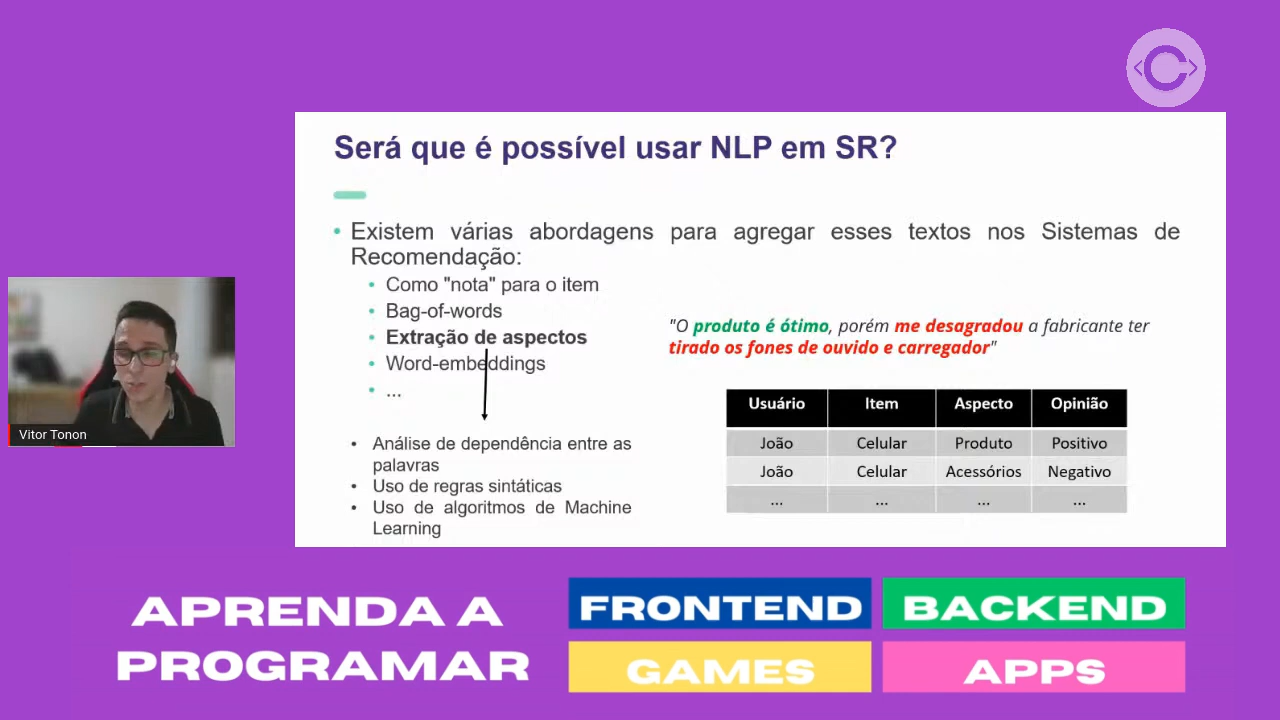 Será que é possível usar NLP em SR?
• Existem várias abordagens para agregar esses textos nos Sistemas de
Recomendação:
• Como "nota" para o item
• Bag-of-words
• Extração de aspectos
• Word-embeddings
• ...
• Análise de dependência entre as
palavras
• Uso de regras sintáticas
• Uso de algoritmos de Machine
Learning
"O produto é ótimo, porém me desagradou a fabricante ter
tirado os fones de ouvido e carregador"
Usuário Item Aspecto Opinião
João Celular Produto Positivo
João Celular Acessórios Negativo
... ... ... ...
Vitor Tonon
APRENDA A
PROGRAMAR
FRONTEND BACKEND
GAMES APPS